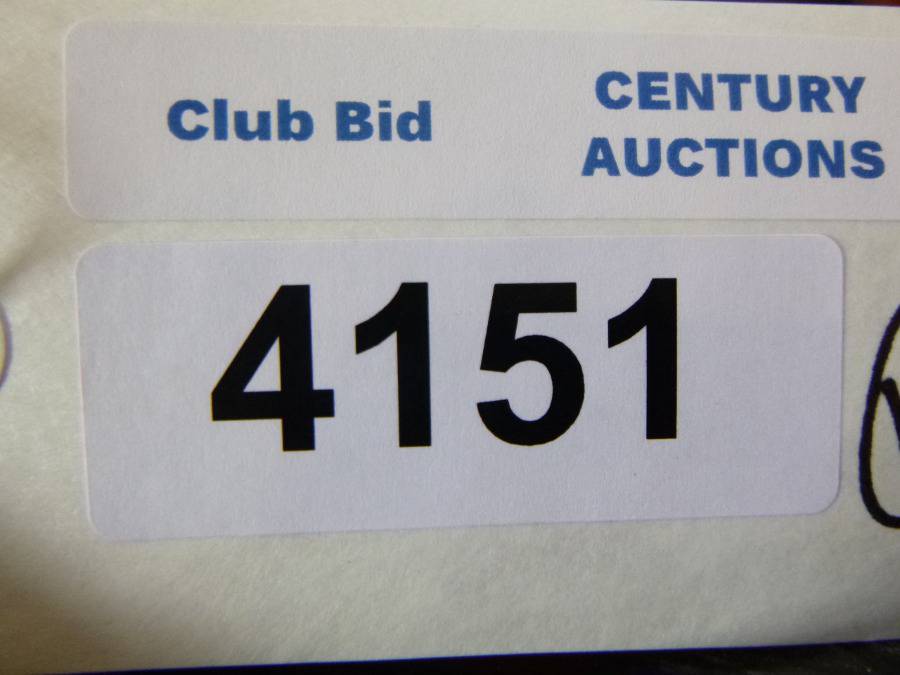 Club Bid
CENTURY
AUCTIONS
4151